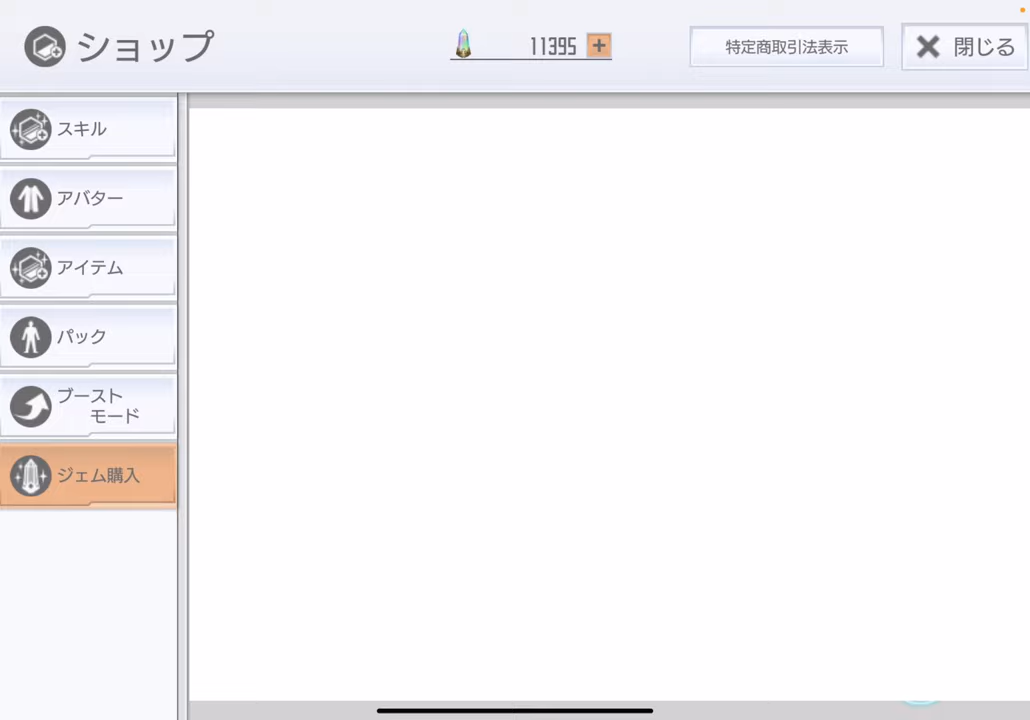 ショップ
11395
特定商取引法表示
閉じる
スキル
アバター
アイテム
パック
ブースト
モード
ジェム購入